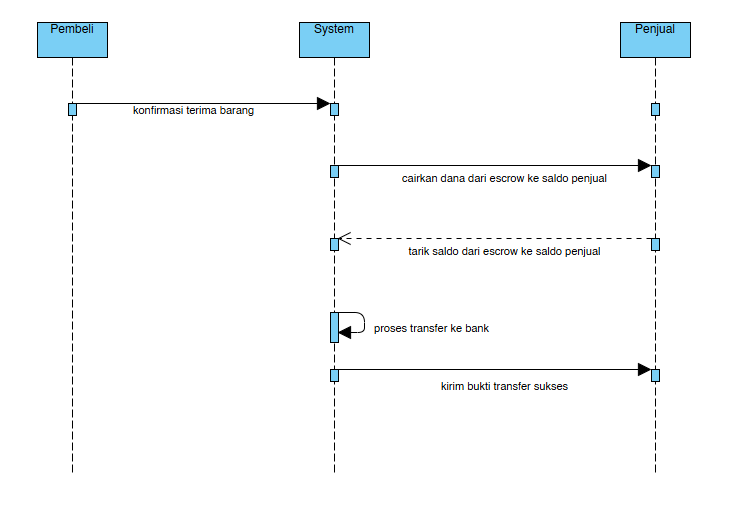 Pembeli
System
Penjual
konfirmasi terima barang
cairkan dana dari escrow ke saldo penjual
tarik saldo dari escrow ke saldo penjual
proses transfer ke bank
kirim bukti transfer sukses